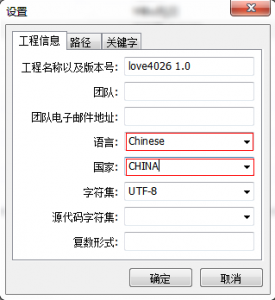 设置
工程信息 路径 关键字
工程名称以及版本号: love4026 1.0
团队:
团队电子邮件地址:
语言: Chinese
国家: CHINA
字符集: UTF-8
源代码字符集:
复数形式:
确定 取消